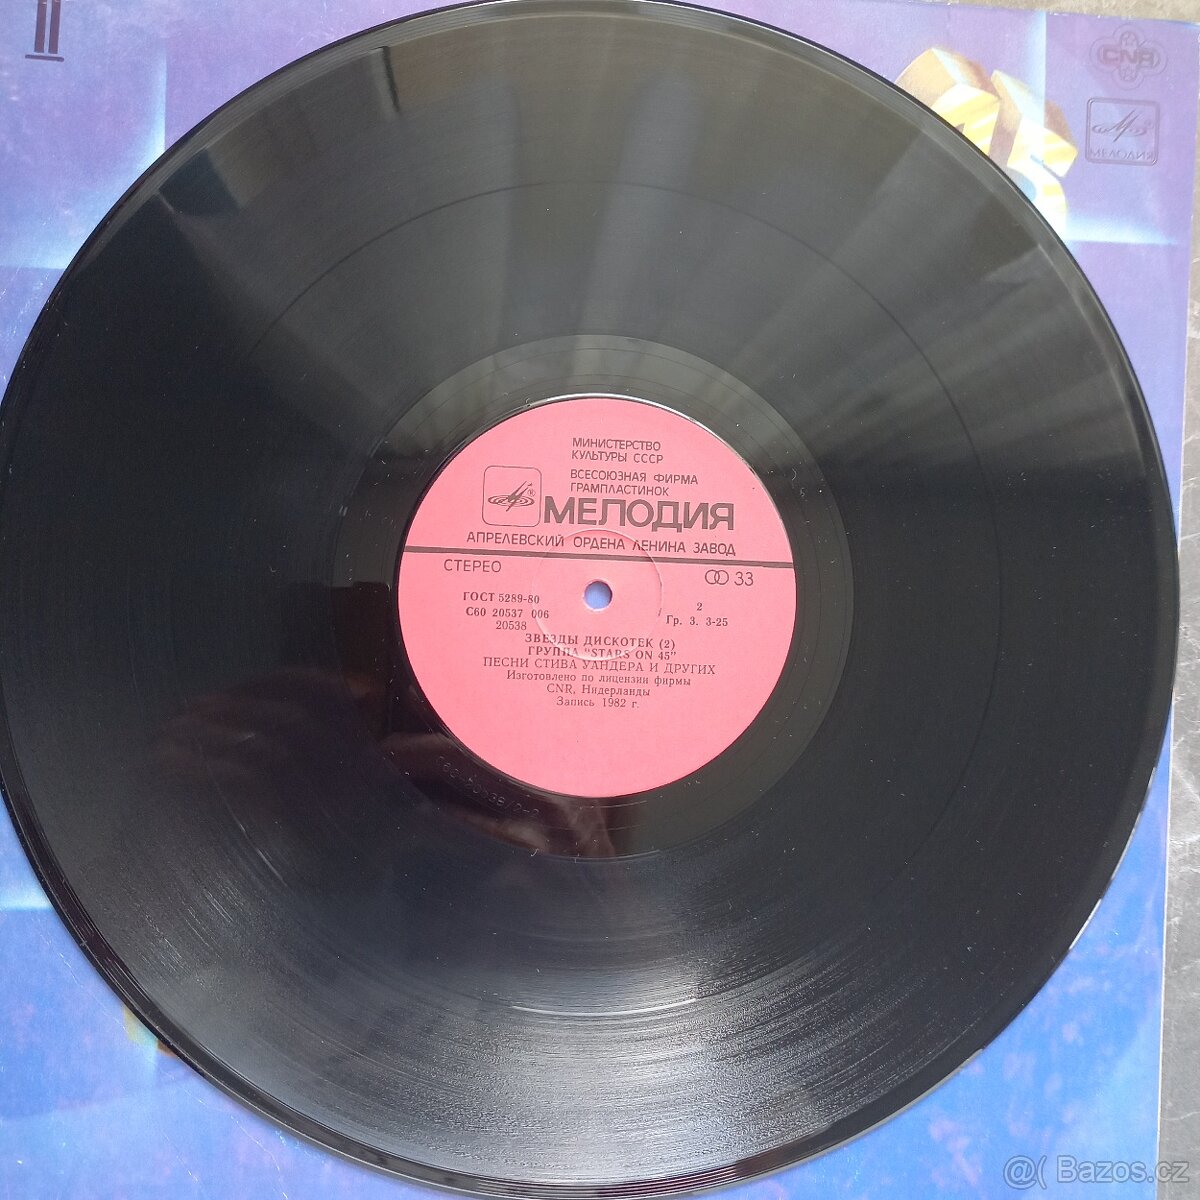 II
CNR
МЕЛОДИЯ
МИНИСТЕРСТВО
КУЛЬТУРЫ СССР
ВСЕСОЮЗНАЯ ФИРМА
ГРАМПЛАСТИНОК
МЕЛОДИЯ
АПРЕЛЕВСКИЙ ОРДЕНА ЛЕНИНА ЗАВОД
СТЕРЕО 33
ГОСТ 5289-80
С60 20537 006 2
20538 Гр. 3. 3-25
ЗВЕЗДЫ ДИСКОТЕК (2)
ГРУППА "STARS ON 45"
ПЕСНИ СТИВА УАНДЕРА И ДРУГИХ
Изготовлено по лицензии фирмы
CNR, Нидерланды
Запись 1982 г.
@( Bazos.cz